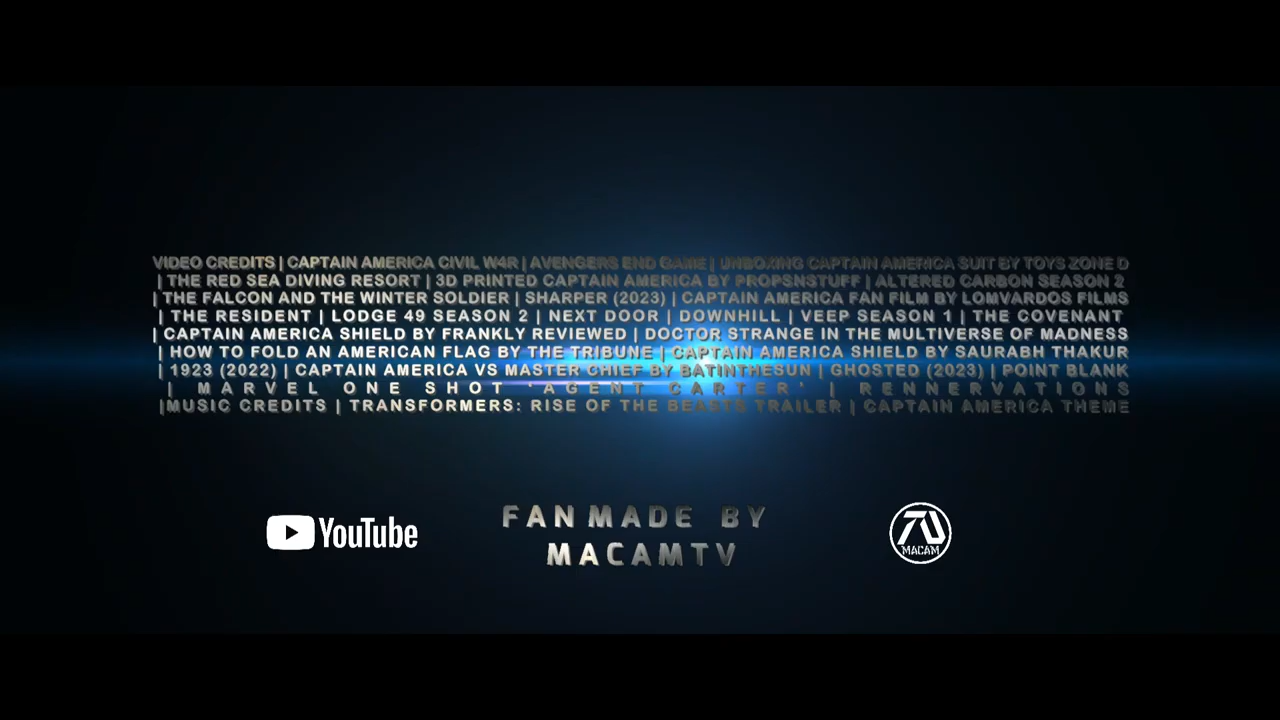 VIDEO CREDITS | CAPTAIN AMERICA CIVIL W4R | AVENGERS END GAME | UNBOXING CAPTAIN AMERICA SUIT BY TOYS ZONE D
| THE RED SEA DIVING RESORT | 3D PRINTED CAPTAIN AMERICA BY PROPSNSTUFF | ALTERED CARBON SEASON 2
| THE FALCON AND THE WINTER SOLDIER | SHARPER (2023) | CAPTAIN AMERICA FAN FILM BY LOMVARDOS FILMS
| THE RESIDENT | LODGE 49 SEASON 2 | NEXT DOOR | DOWNHILL | VEEP SEASON 1 | THE COVENANT
| CAPTAIN AMERICA SHIELD BY FRANKLY REVIEWED | DOCTOR STRANGE IN THE MULTIVERSE OF MADNESS
| HOW TO FOLD AN AMERICAN FLAG BY THE TRIBUNE | CAPTAIN AMERICA SHIELD BY SAURABH THAKUR
| 1923 (2022) | CAPTAIN AMERICA VS MASTER CHIEF BY BATINTHESUN | GHOSTED (2023) | POINT BLANK
| MARVEL ONE SHOT 'AGENT CARTER' | RENNERVATIONS
|MUSIC CREDITS | TRANSFORMERS: RISE OF THE BEASTS TRAILER | CAPTAIN AMERICA THEME
YouTube
FANMADE BY
MACAMTV
MACAM